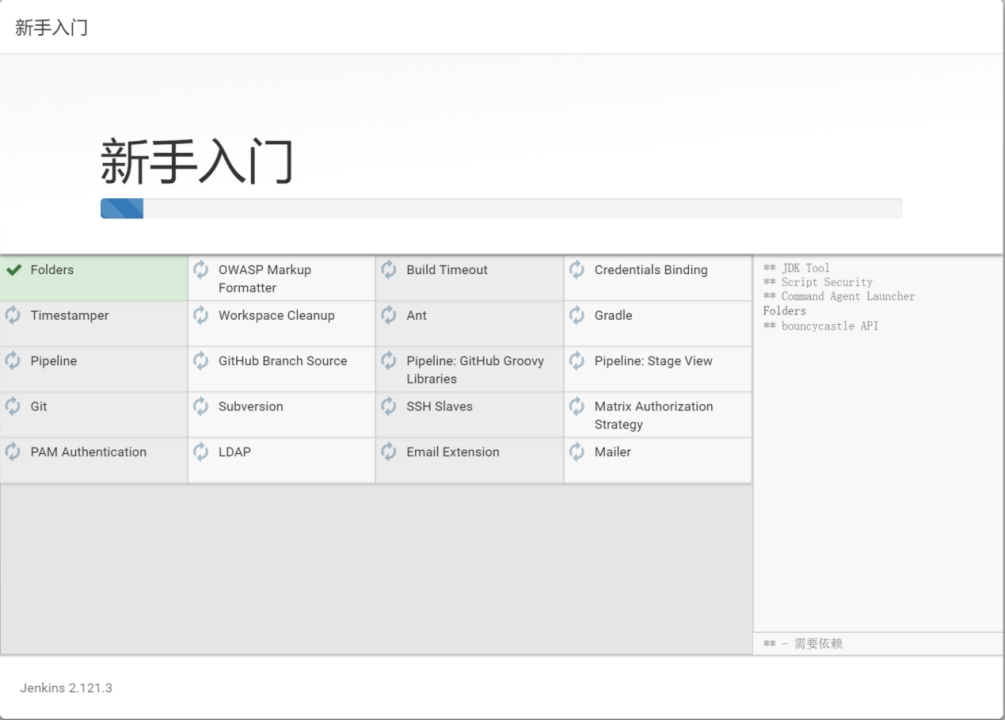 新手入门
新手入门
Folders
OWASP Markup
Formatter
Build Timeout
Credentials Binding
Timestamper
Workspace Cleanup
Ant
Gradle
Pipeline
GitHub Branch Source
Pipeline: GitHub Groovy
Libraries
Pipeline: Stage View
Git
Subversion
SSH Slaves
Matrix Authorization
Strategy
PAM Authentication
LDAP
Email Extension
Mailer
** JDK Tool
** Script Security
** Command Agent Launcher
Folders
** bouncycastle API
** - 需要依赖
Jenkins 2.121.3